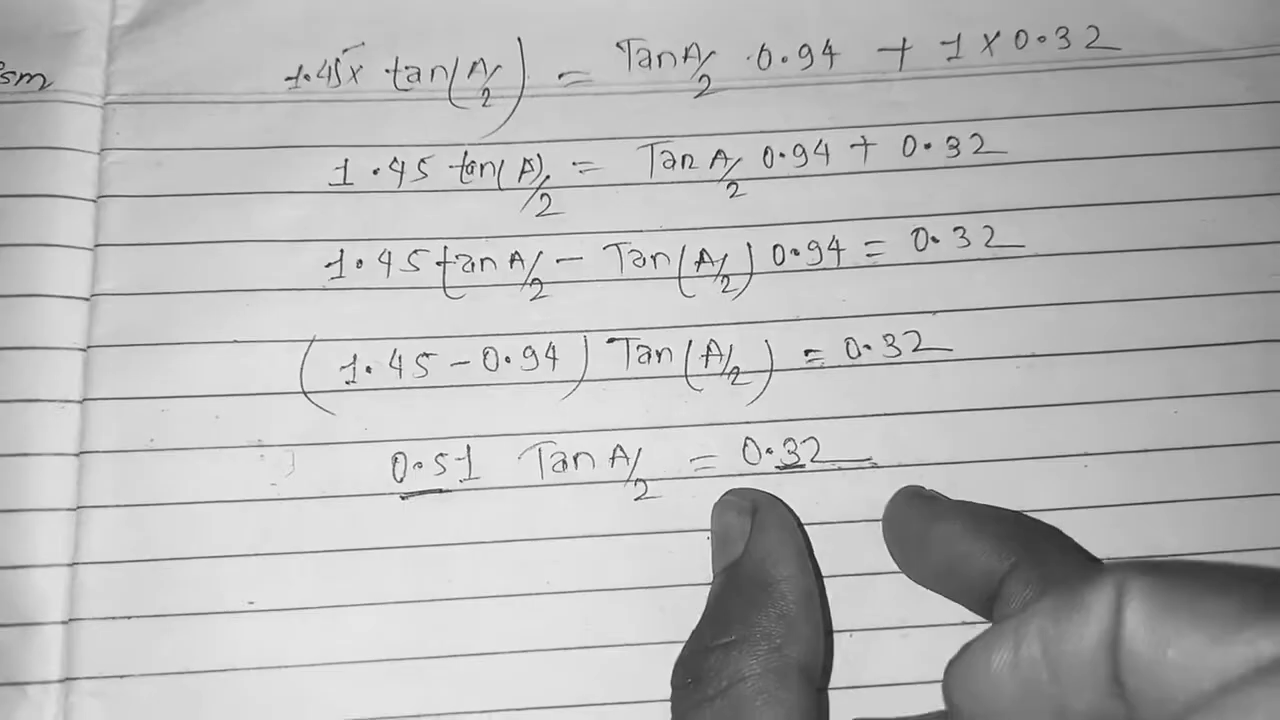 ism
1.45x tan(A/2) = Tan A/2 · 0.94 + 1 x 0.32
1.45 tan(A)/2 = Tan A/2 0.94 + 0.32
1.45 tan A/2 - Tan(A/2) 0.94 = 0.32
(1.45 - 0.94) Tan(A/2) = 0.32
0.51 Tan A/2 = 0.32